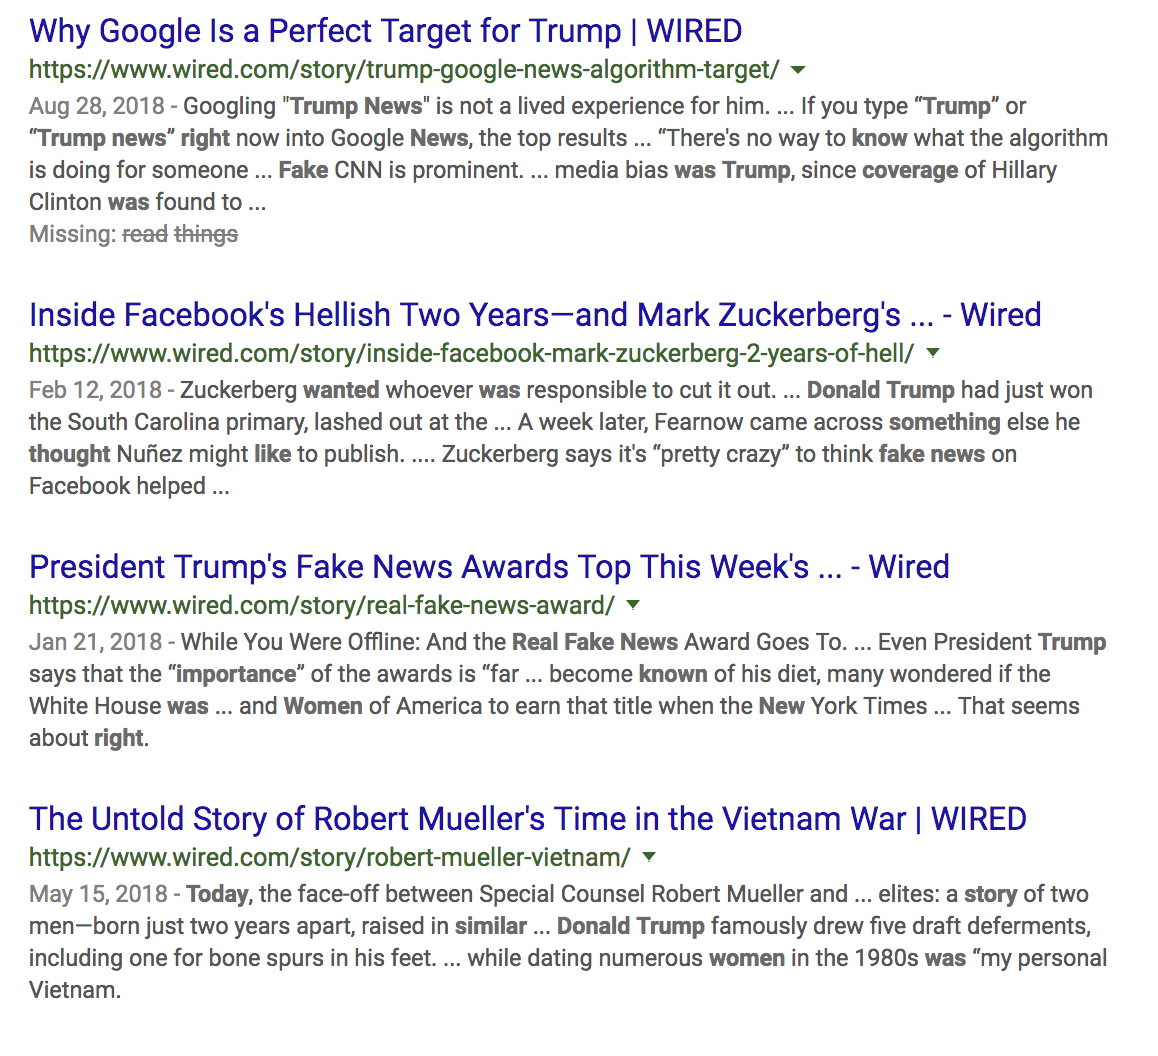 Why Google Is a Perfect Target for Trump | WIRED
https://www.wired.com/story/trump-google-news-algorithm-target/
Aug 28, 2018 - Googling "Trump News" is not a lived experience for him. ... If you type “Trump” or
“Trump news” right now into Google News, the top results ... “There's no way to know what the algorithm
is doing for someone ... Fake CNN is prominent. ... media bias was Trump, since coverage of Hillary
Clinton was found to ...
Missing: read things
Inside Facebook's Hellish Two Years—and Mark Zuckerberg's ... - Wired
https://www.wired.com/story/inside-facebook-mark-zuckerberg-2-years-of-hell/
Feb 12, 2018 - Zuckerberg wanted whoever was responsible to cut it out. ... Donald Trump had just won
the South Carolina primary, lashed out at the ... A week later, Fearnow came across something else he
thought Nuñez might like to publish. .... Zuckerberg says it's “pretty crazy” to think fake news on
Facebook helped ...
President Trump's Fake News Awards Top This Week's ... - Wired
https://www.wired.com/story/real-fake-news-award/
Jan 21, 2018 - While You Were Offline: And the Real Fake News Award Goes To. ... Even President Trump
says that the “importance” of the awards is “far ... become known of his diet, many wondered if the
White House was ... and Women of America to earn that title when the New York Times ... That seems
about right.
The Untold Story of Robert Mueller's Time in the Vietnam War | WIRED
https://www.wired.com/story/robert-mueller-vietnam/
May 15, 2018 - Today, the face-off between Special Counsel Robert Mueller and ... elites: a story of two
men—born just two years apart, raised in similar ... Donald Trump famously drew five draft deferments,
including one for bone spurs in his feet. ... while dating numerous women in the 1980s was “my personal
Vietnam.